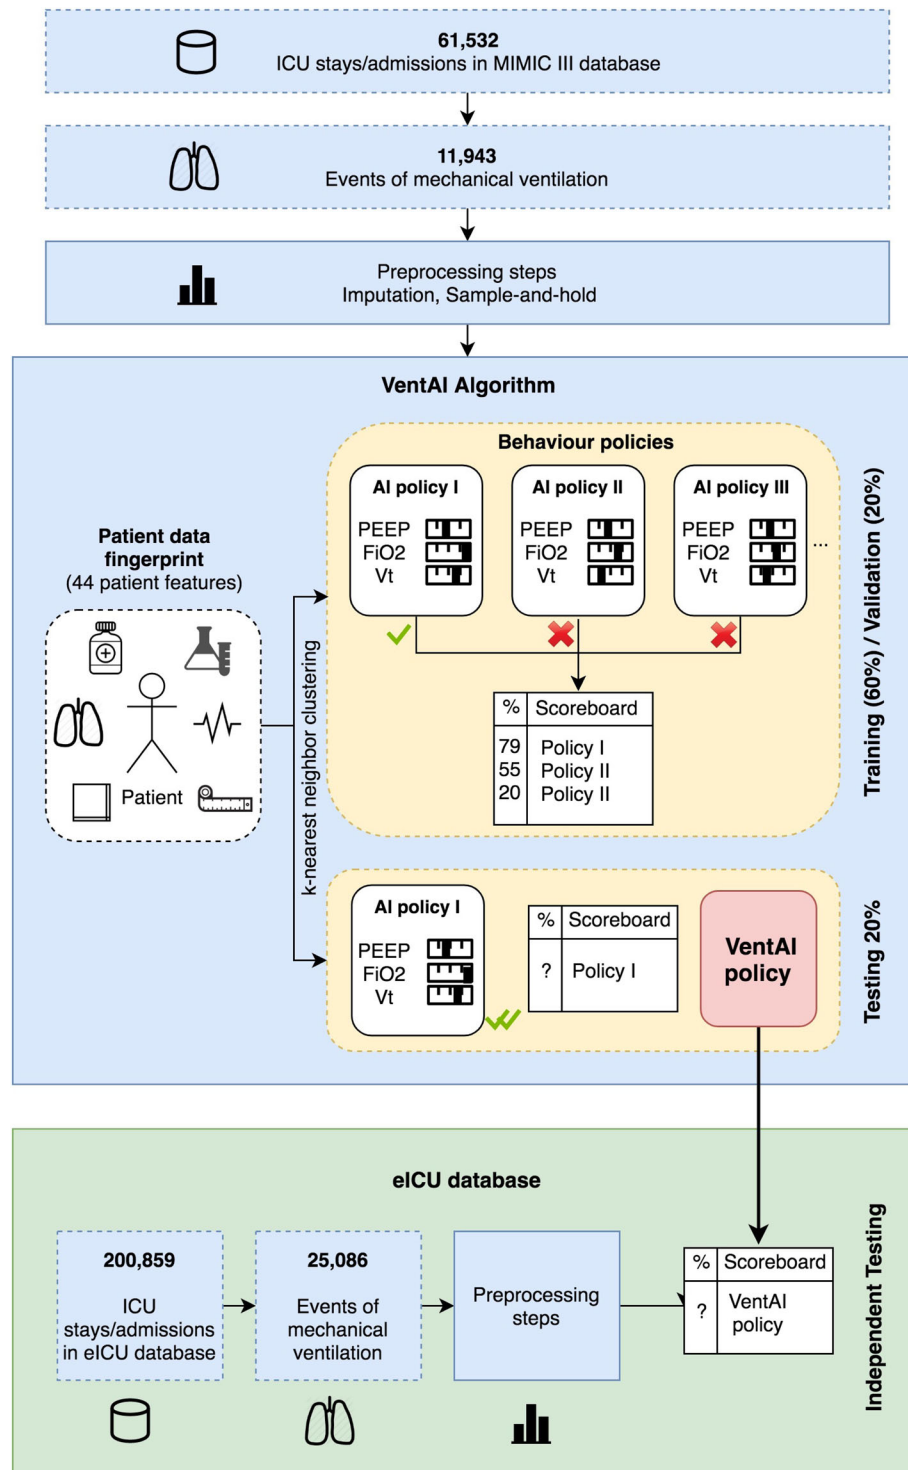 61,532
ICU stays/admissions in MIMIC III database
11,943
Events of mechanical ventilation
Preprocessing steps
Imputation, Sample-and-hold
VentAI Algorithm
Behaviour policies
AI policy I
PEEP
FiO2
Vt
AI policy II
PEEP
FiO2
Vt
AI policy III
PEEP
FiO2
Vt
...
Patient data
fingerprint
(44 patient features)
Patient
k-nearest neighbor clustering
% Scoreboard
79 Policy I
55 Policy II
20 Policy II
Training (60%) / Validation (20%)
AI policy I
PEEP
FiO2
Vt
% Scoreboard
? Policy I
VentAI
policy
Testing 20%
eICU database
200,859
ICU
stays/admissions
in eICU database
25,086
Events of
mechanical
ventilation
Preprocessing
steps
% Scoreboard
? VentAI
policy
Independent Testing